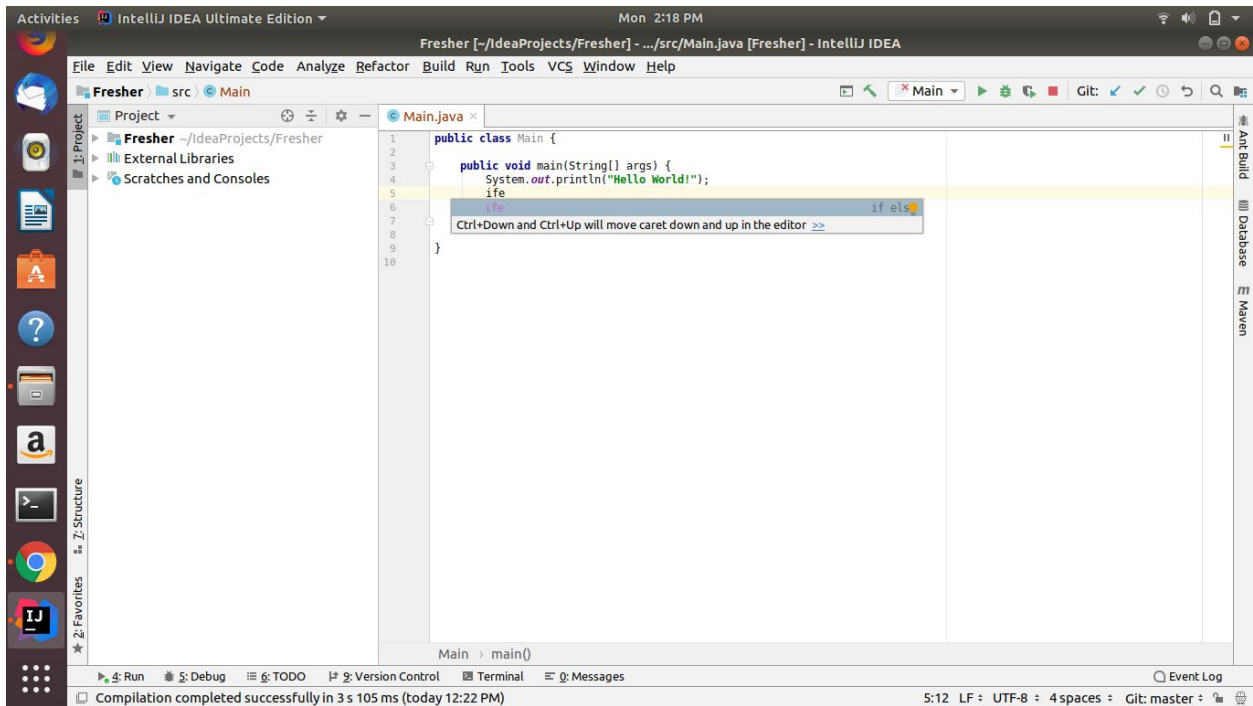 Activities IntelliJ IDEA Ultimate Edition Mon 2:18 PM
Fresher [~/IdeaProjects/Fresher] - .../src/Main.java [Fresher] - IntelliJ IDEA
File Edit View Navigate Code Analyze Refactor Build Run Tools VCS Window Help
Fresher src C Main Main Git:
1: Project
Project
Fresher ~/IdeaProjects/Fresher
External Libraries
Scratches and Consoles
C Main.java ×
1 public class Main {
2
3 public void main(String[] args) {
4 System.out.println("Hello World!");
5 ife
6 ife if els
7 Ctrl+Down and Ctrl+Up will move caret down and up in the editor >>
8
9 }
10
Ant Build
Database
m Maven
a
>_
IJ
7: Structure
2: Favorites
Main › main()
4: Run 5: Debug 6: TODO 9: Version Control Terminal 0: Messages Event Log
Compilation completed successfully in 3 s 105 ms (today 12:22 PM) 5:12 LF UTF-8 4 spaces Git: master